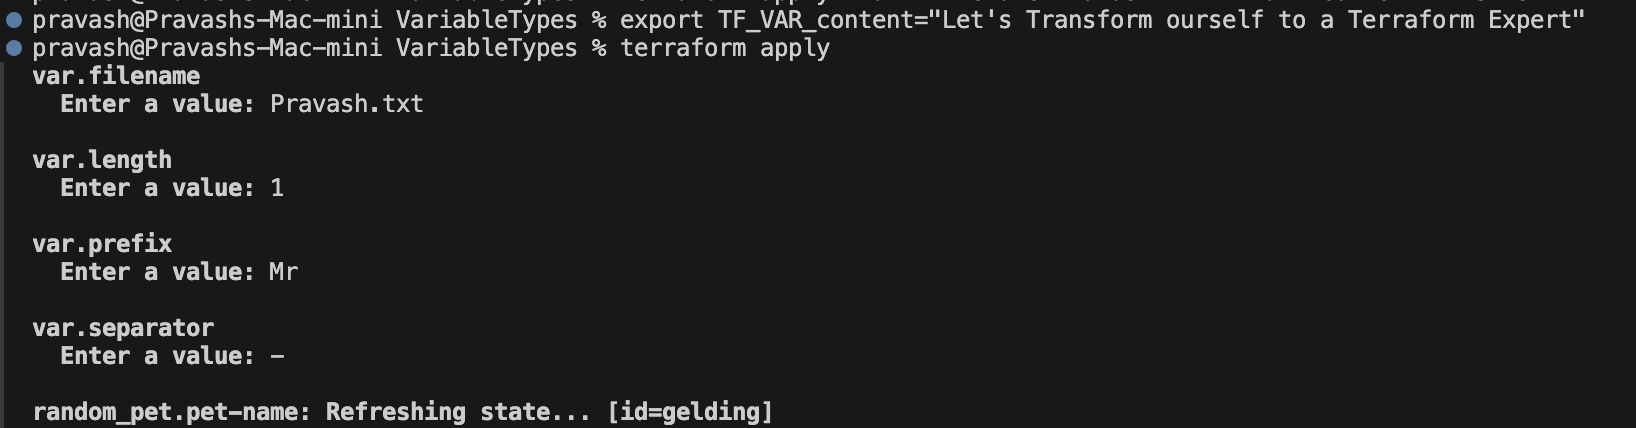 pravash@Pravashs-Mac-mini VariableTypes % export TF_VAR_content="Let's Transform ourself to a Terraform Expert"
pravash@Pravashs-Mac-mini VariableTypes % terraform apply
var.filename
Enter a value: Pravash.txt
var.length
Enter a value: 1
var.prefix
Enter a value: Mr
var.separator
Enter a value: -
random_pet.pet-name: Refreshing state... [id=gelding]